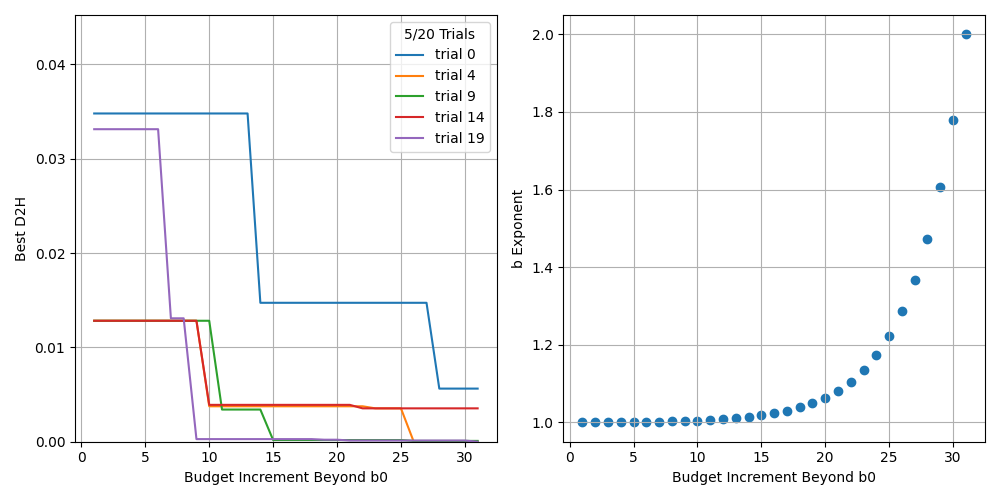 5/20 Trials
trial 0
trial 4
trial 9
trial 14
trial 19
0.04
0.03
0.02
0.01
0.00
Best D2H
0 5 10 15 20 25 30
Budget Increment Beyond b0
2.0
1.8
1.6
1.4
1.2
1.0
b Exponent
0 5 10 15 20 25 30
Budget Increment Beyond b0